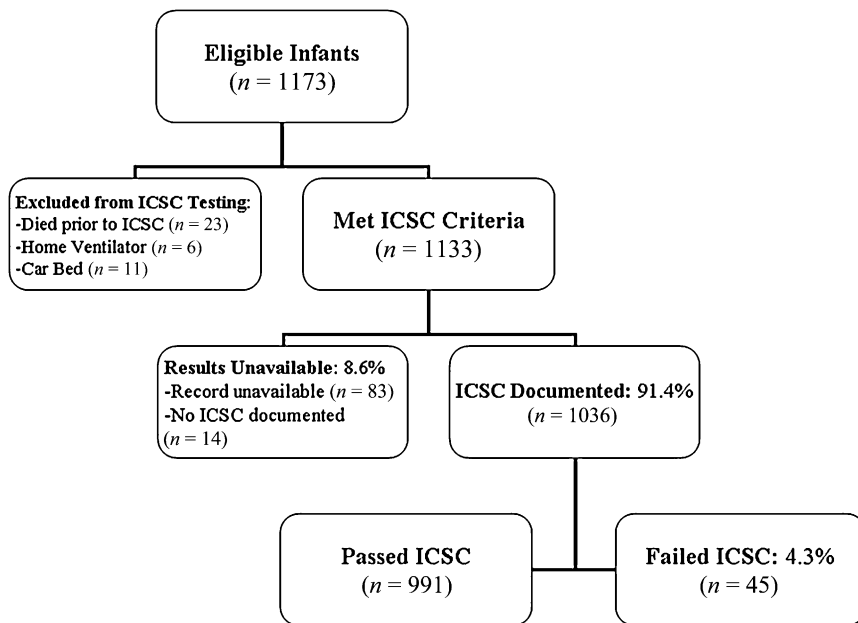 Eligible Infants
(n = 1173)
Excluded from ICSC Testing:
-Died prior to ICSC (n = 23)
-Home Ventilator (n = 6)
-Car Bed (n = 11)
Met ICSC Criteria
(n = 1133)
Results Unavailable: 8.6%
-Record unavailable (n = 83)
-No ICSC documented
(n = 14)
ICSC Documented: 91.4%
(n = 1036)
Passed ICSC
(n = 991)
Failed ICSC: 4.3%
(n = 45)